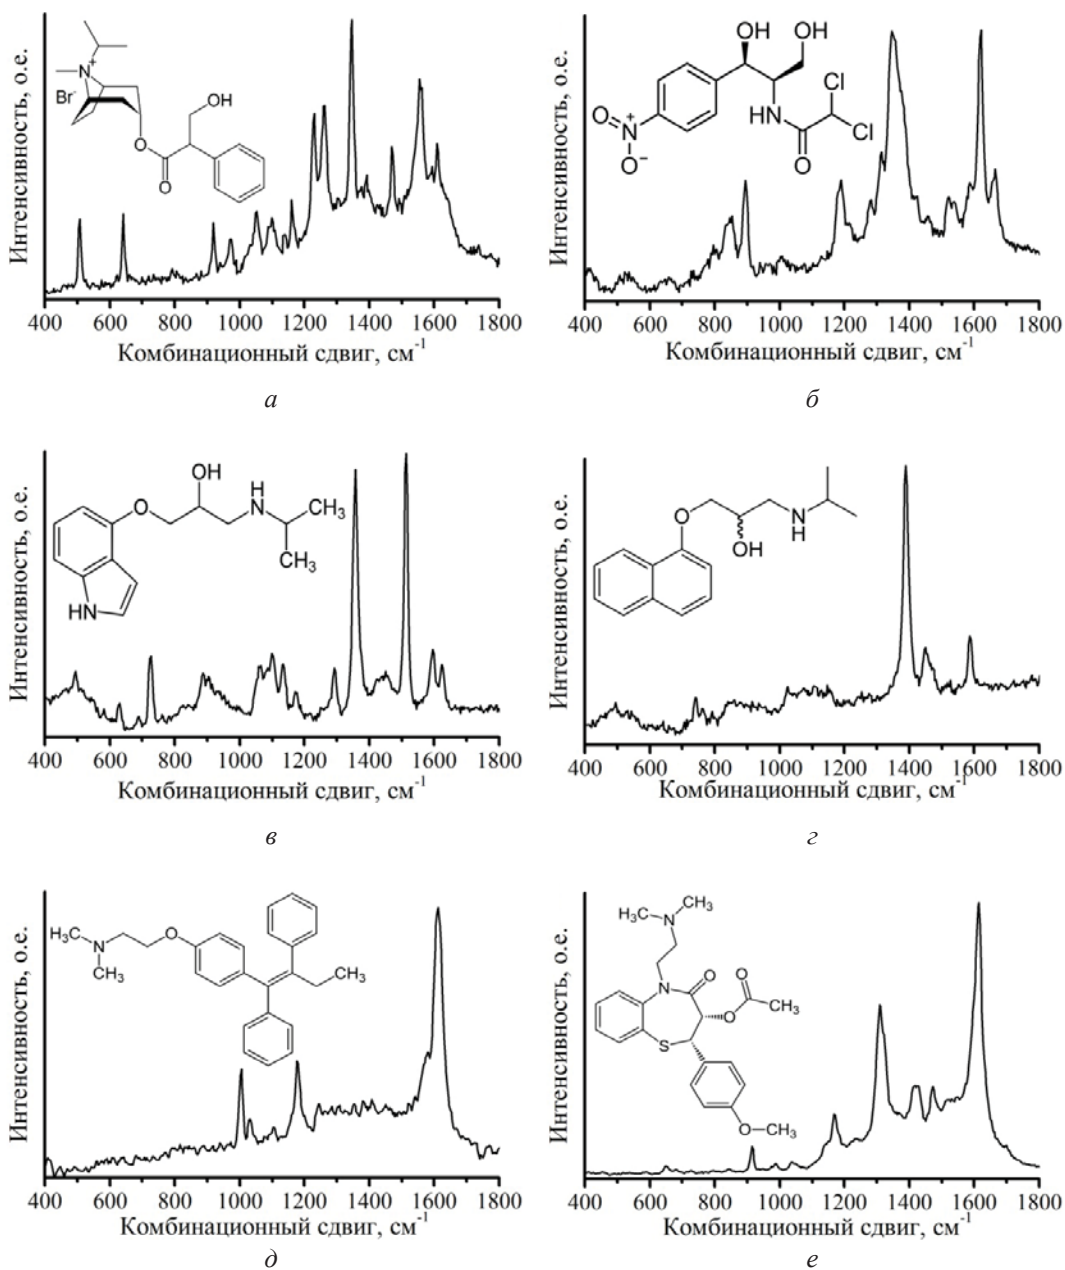 Интенсивность, о.е.
N+
Br-
OH
O
O
400 600 800 1000 1200 1400 1600 1800
Комбинационный сдвиг, см-1
а
Интенсивность, о.е.
OH OH
Cl
O N+
HN Cl
O-
O
400 600 800 1000 1200 1400 1600 1800
Комбинационный сдвиг, см-1
б
Интенсивность, о.е.
OH
H
O N CH3
CH3
HN
400 600 800 1000 1200 1400 1600 1800
Комбинационный сдвиг, см-1
в
Интенсивность, о.е.
O N
H
OH
400 600 800 1000 1200 1400 1600 1800
Комбинационный сдвиг, см-1
г
Интенсивность, о.е.
H3C O
N
CH3 CH3
400 600 800 1000 1200 1400 1600 1800
Комбинационный сдвиг, см-1
д
Интенсивность, о.е.
H3C CH3
N
O O
N
O CH3
S
O-CH3
400 600 800 1000 1200 1400 1600 1800
Комбинационный сдвиг, см-1
е